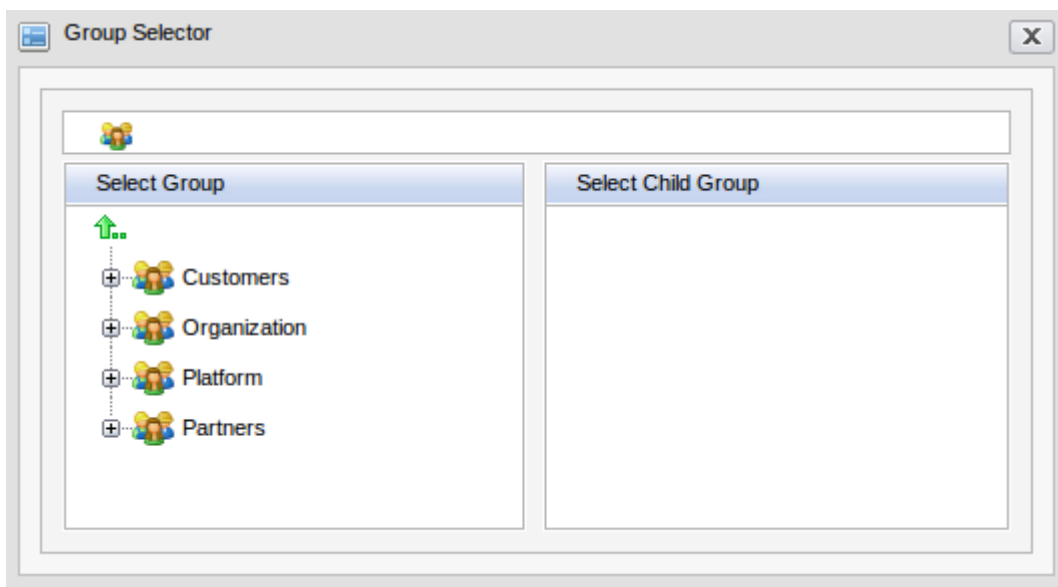 Group Selector
X
Select Group
Select Child Group
Customers
Organization
Platform
Partners